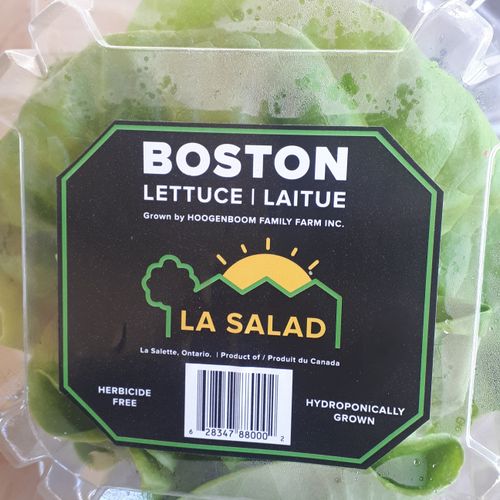 BOSTON
LETTUCE | LAITUE
Grown by HOOGENBOOM FAMILY FARM INC.
LA SALAD
La Salette, Ontario. | Product of / Produit du Canada
HERBICIDE
FREE
HYDROPONICALLY
GROWN
6 28347 88000 2